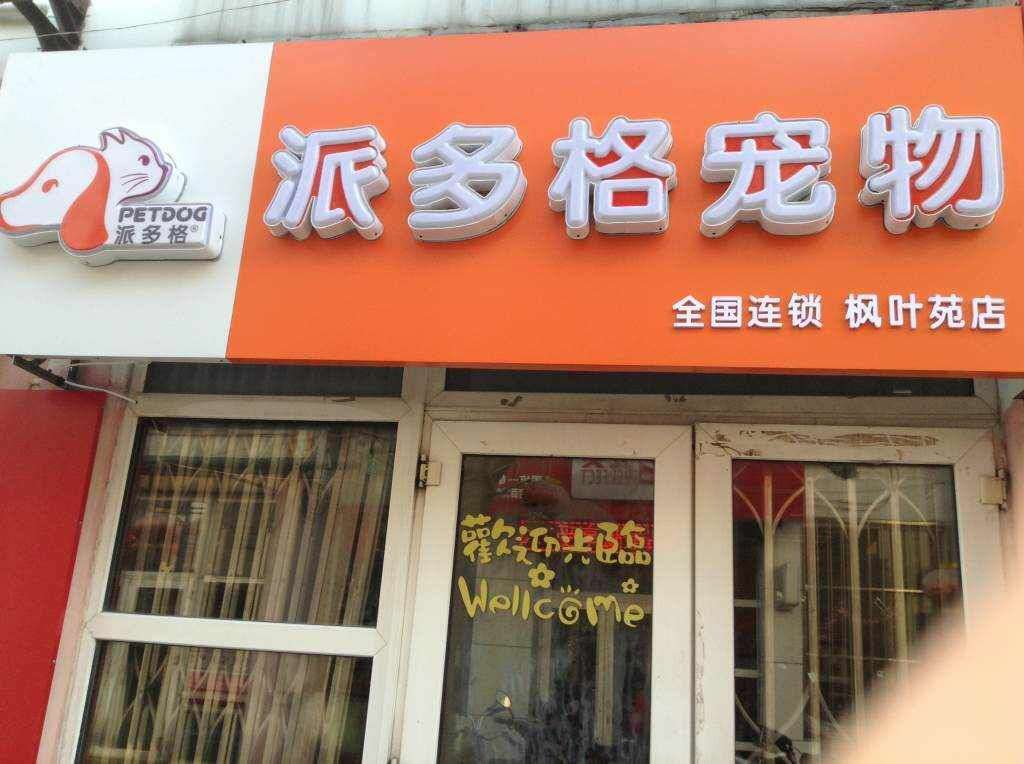 派多格宠物
PETDOG
派多格®
全国连锁 枫叶苑店
歡迎光臨
Wellcome